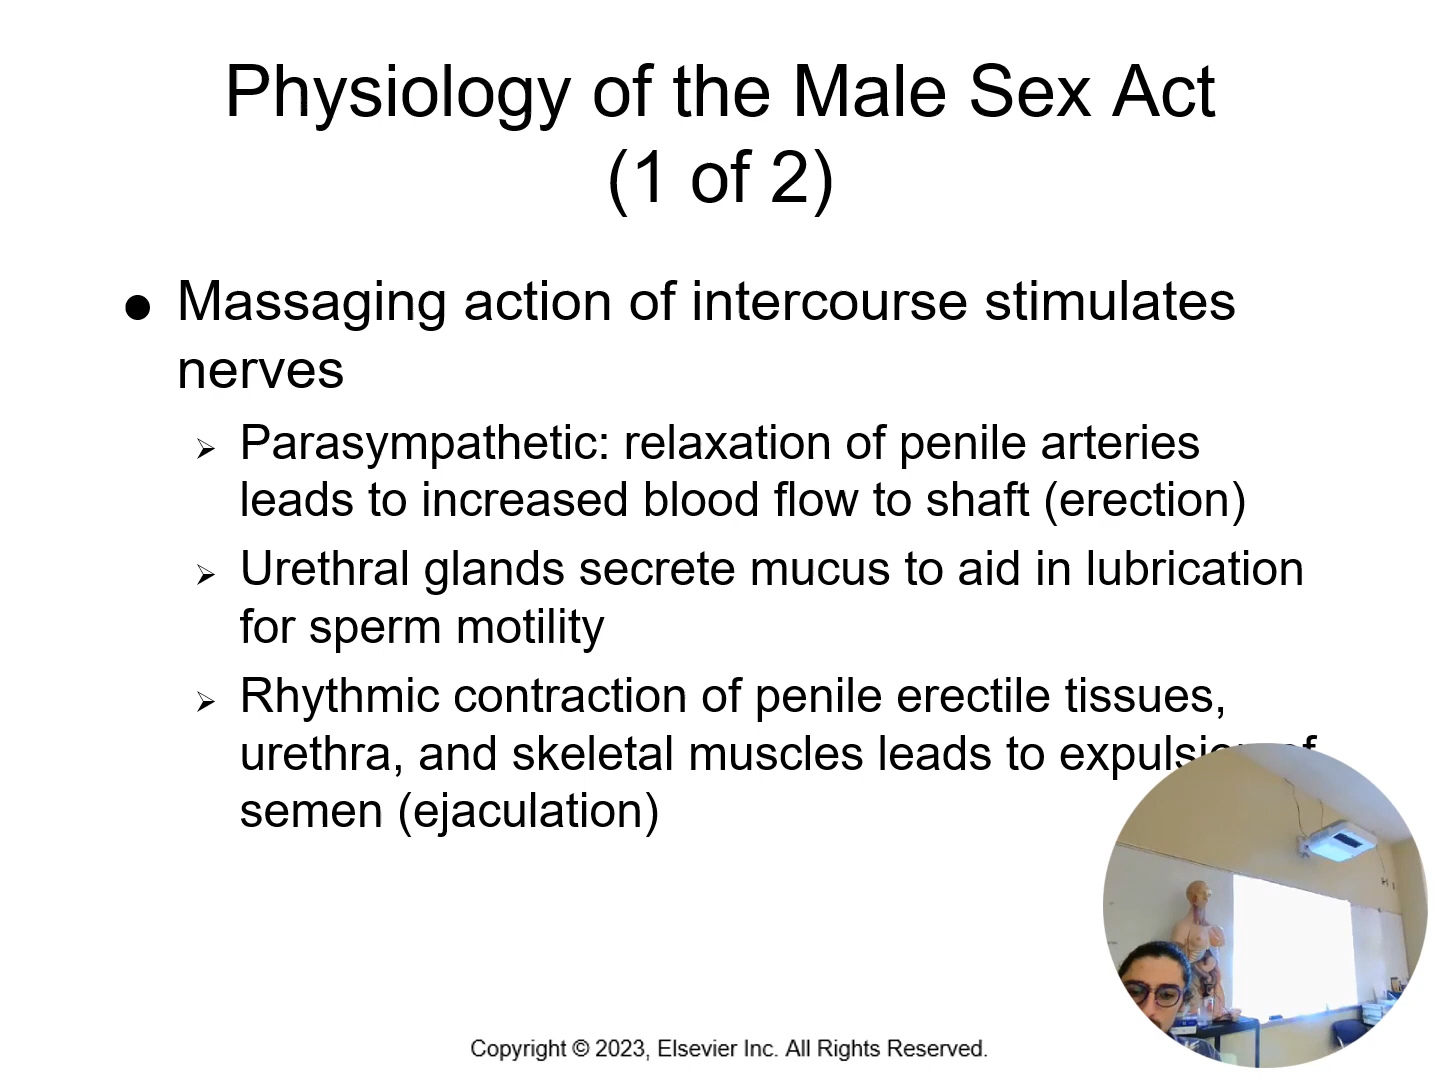 Physiology of the Male Sex Act
(1 of 2)
● Massaging action of intercourse stimulates
nerves
➢ Parasympathetic: relaxation of penile arteries
leads to increased blood flow to shaft (erection)
➢ Urethral glands secrete mucus to aid in lubrication
for sperm motility
➢ Rhythmic contraction of penile erectile tissues,
urethra, and skeletal muscles leads to expulsion of
semen (ejaculation)
Copyright © 2023, Elsevier Inc. All Rights Reserved.